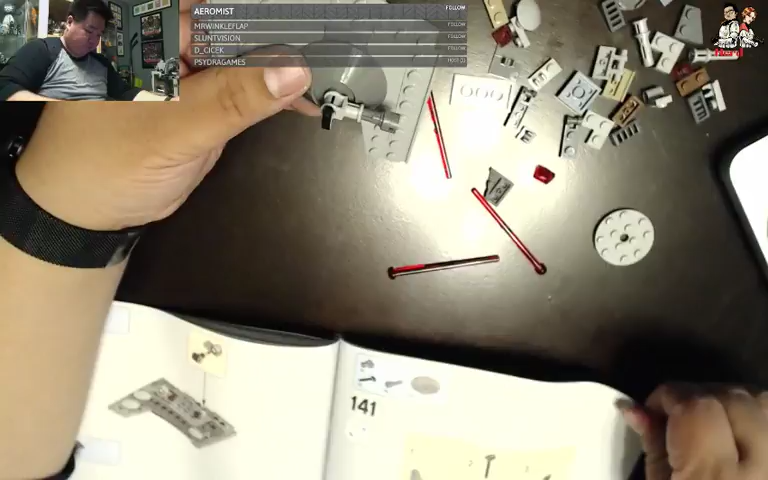 AEROMIST FOLLOW
MRWINKLEFLAP FOLLOW
SLUNTVISION FOLLOW
D_CICEK FOLLOW
PSYDRAGAMES
141